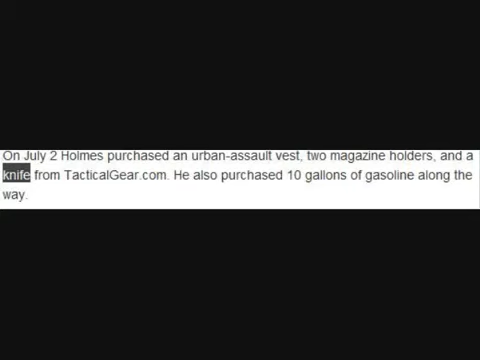 On July 2 Holmes purchased an urban-assault vest, two magazine holders, and a
knife from TacticalGear.com. He also purchased 10 gallons of gasoline along the
way.